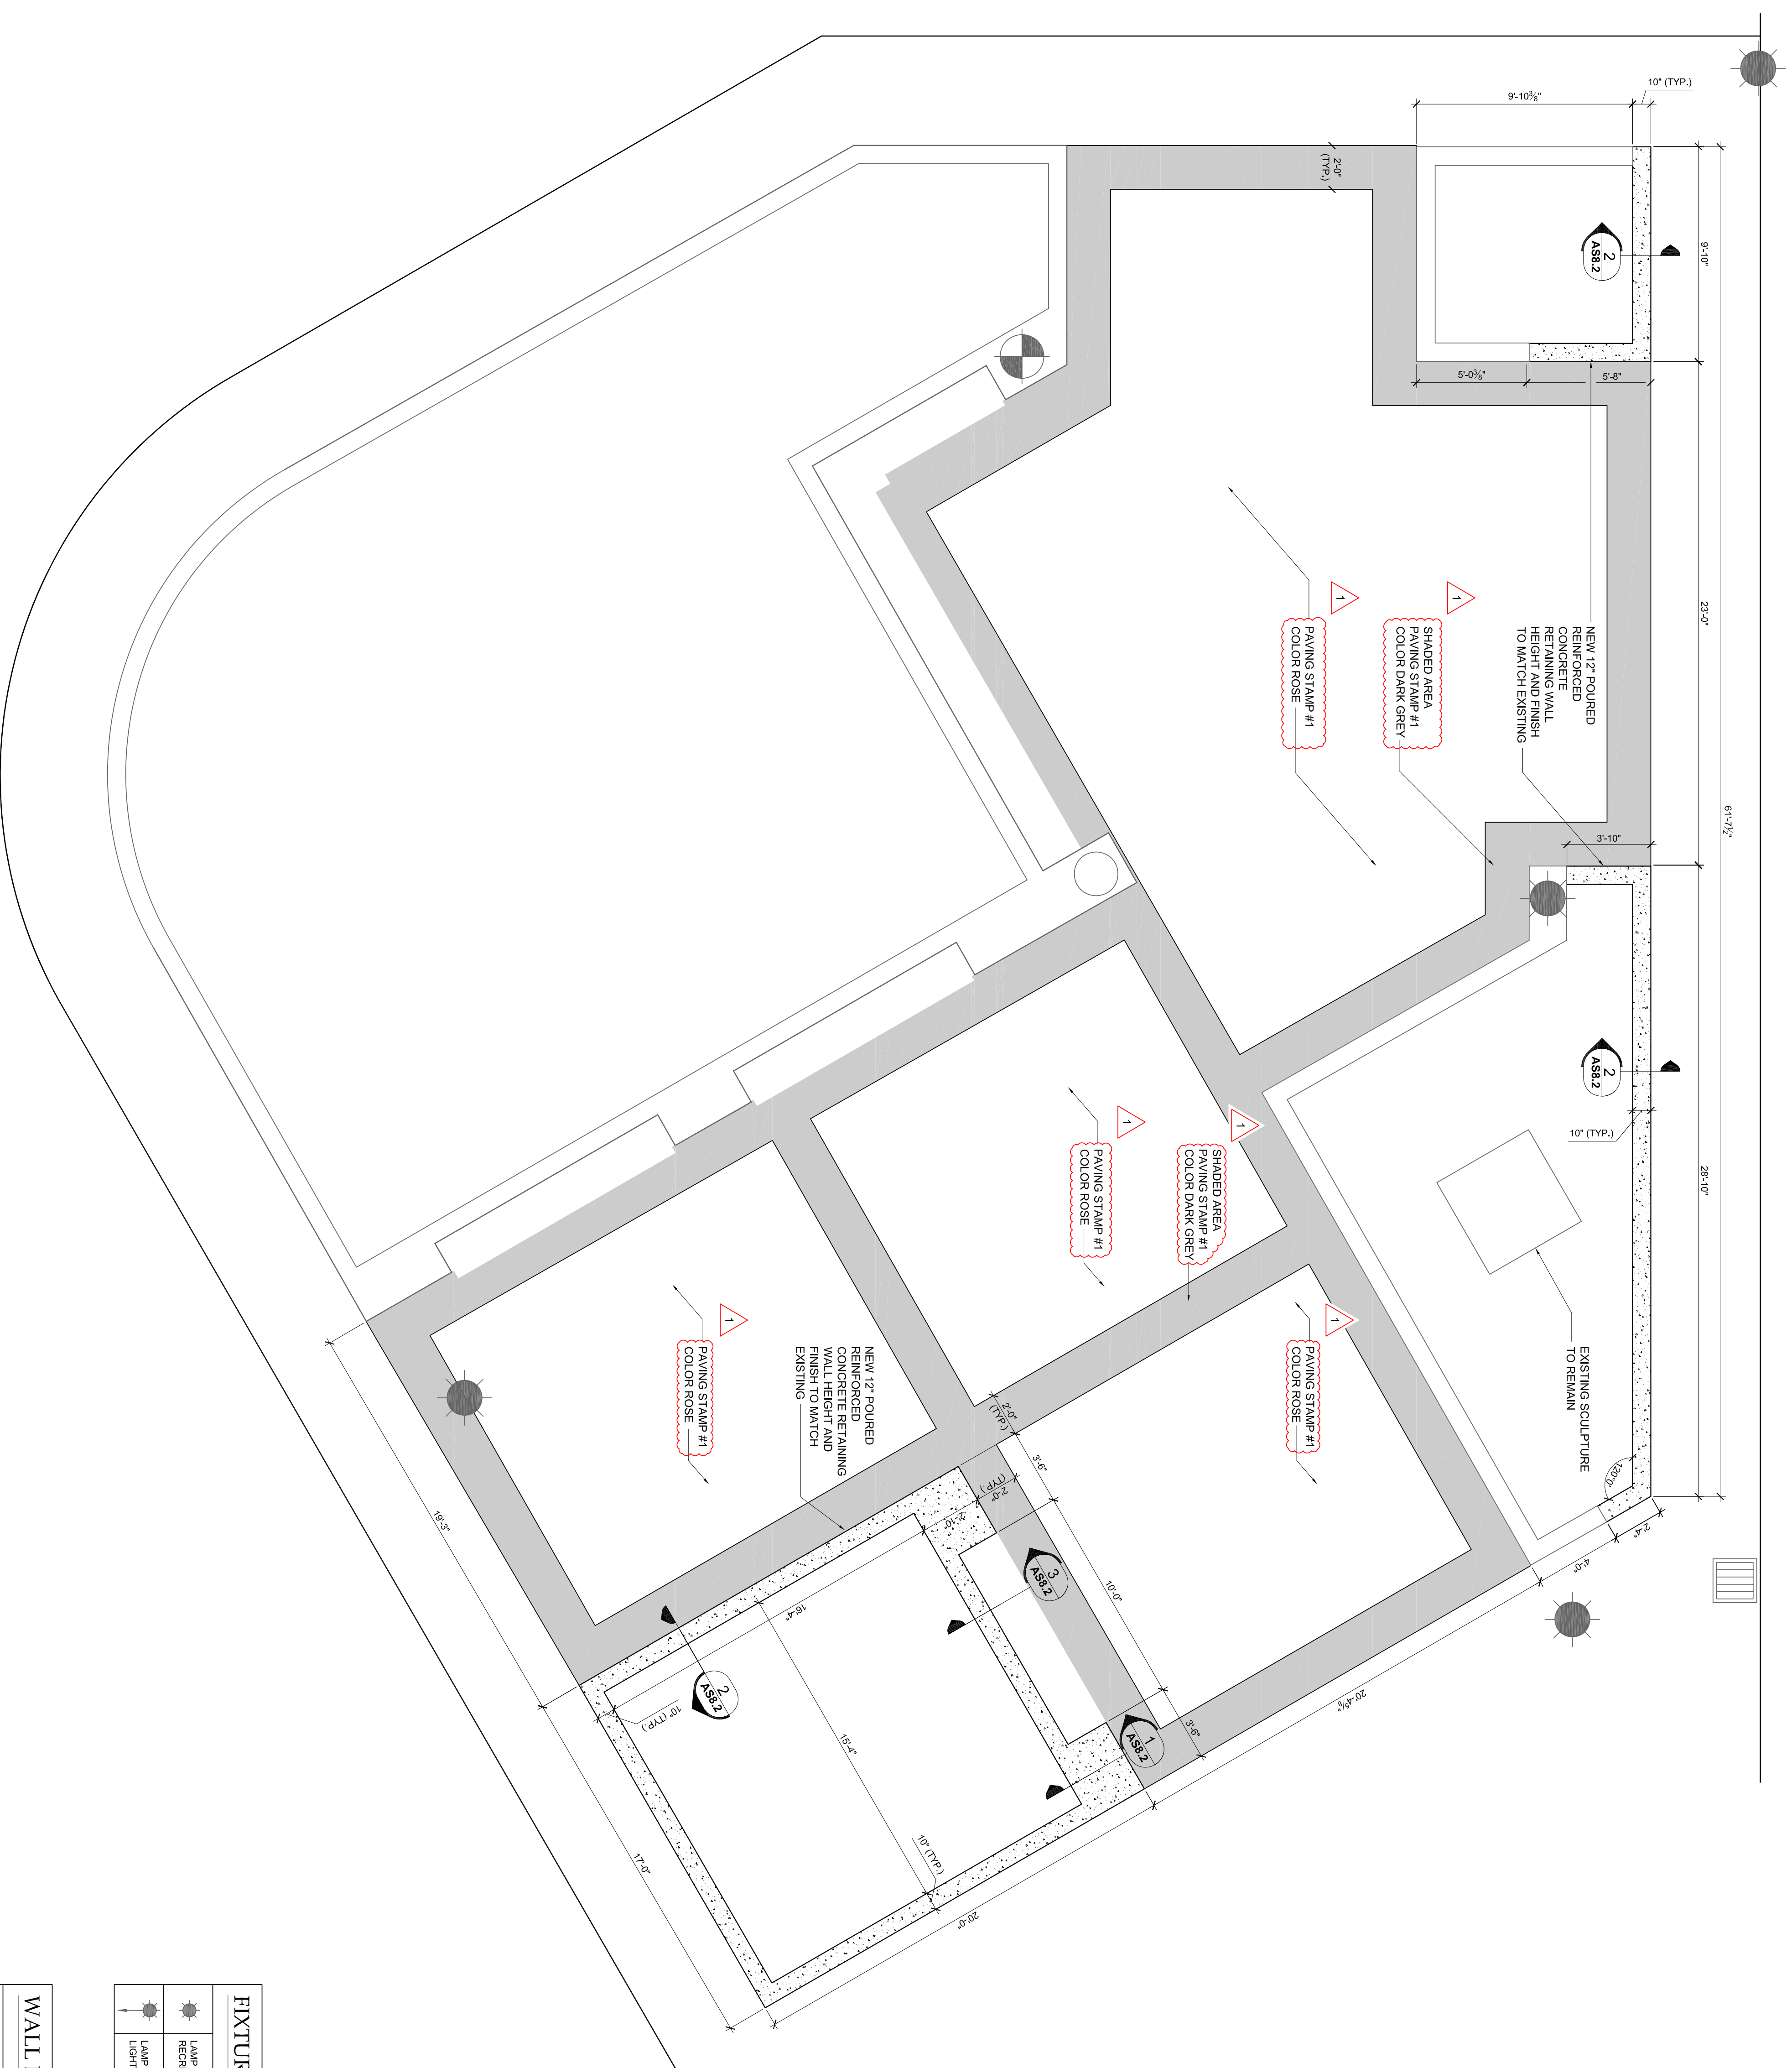 10" (TYP.)
9'-10⅜"
2'-0"
(TYP.)
9'-10"
23'-0"
61'-7½"
28'-10"
2
AS8.2
5'-0⅜"
5'-8"
3'-10"
NEW 12" POURED
REINFORCED
CONCRETE
RETAINING WALL
HEIGHT AND FINISH
TO MATCH EXISTING
1
SHADED AREA
PAVING STAMP #1
COLOR DARK GREY
1
PAVING STAMP #1
COLOR ROSE
2
AS8.2
10" (TYP.)
EXISTING SCULPTURE
TO REMAIN
120°0'
2'-4"
4'-0"
1
SHADED AREA
PAVING STAMP #1
COLOR DARK GREY
1
PAVING STAMP #1
COLOR ROSE
1
PAVING STAMP #1
COLOR ROSE
1
PAVING STAMP #1
COLOR ROSE
NEW 12" POURED
REINFORCED
CONCRETE RETAINING
WALL HEIGHT AND
FINISH TO MATCH
EXISTING
2'-0"
(TYP.)
3'-6"
2'-0"
(TYP.)
2'-10"
3
AS8.2
10'-0"
3'-6"
1
AS8.2
20'-4⅝"
16'-4"
2
AS8.2
10" (TYP.)
15'-4"
10" (TYP.)
19'-3"
17'-0"
20'-0"
LAMP
LIGHT
LAMP
WALL